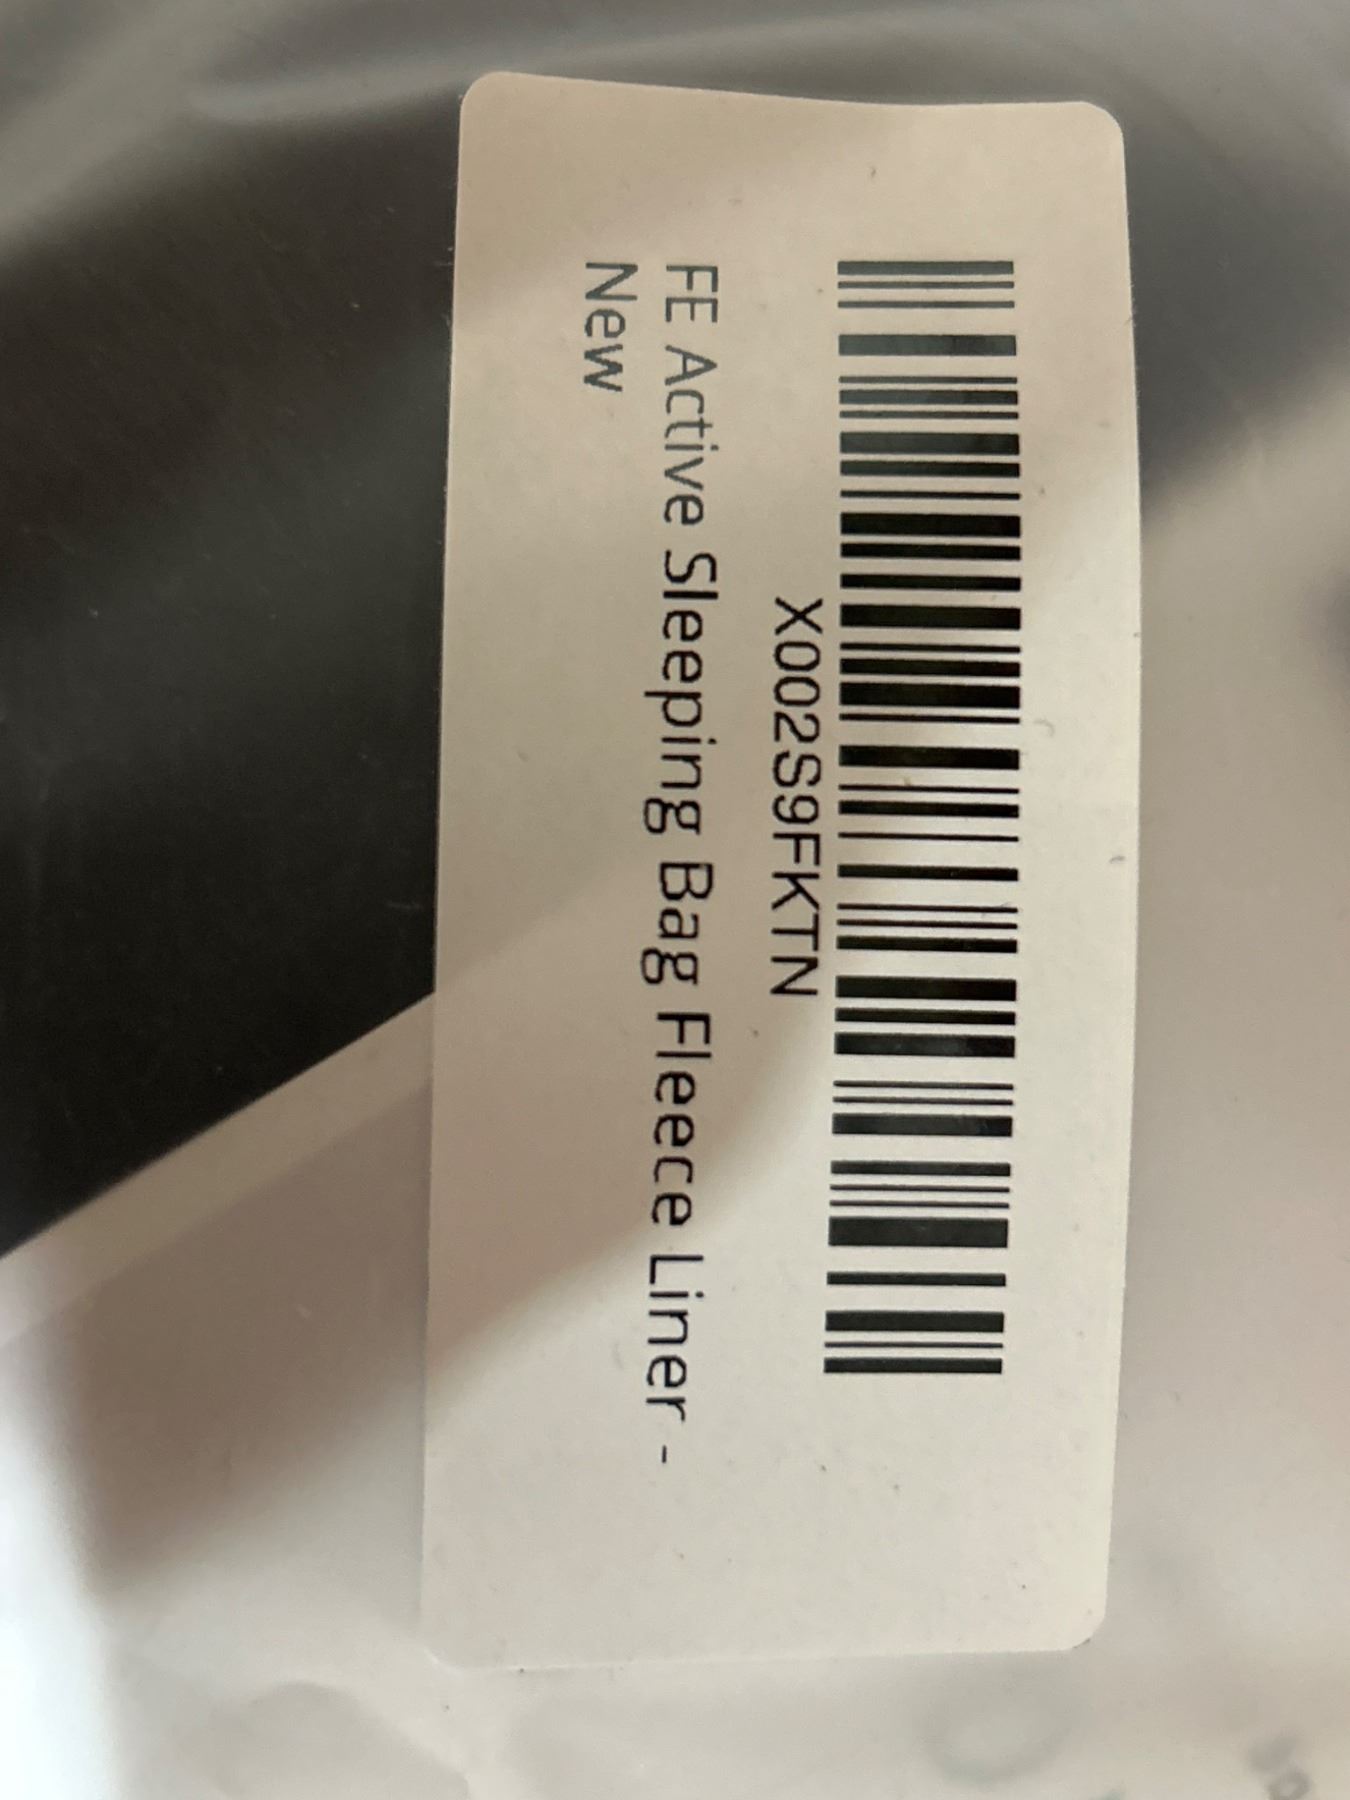 X002S9FKTN
FE Active Sleeping Bag Fleece Liner -
New